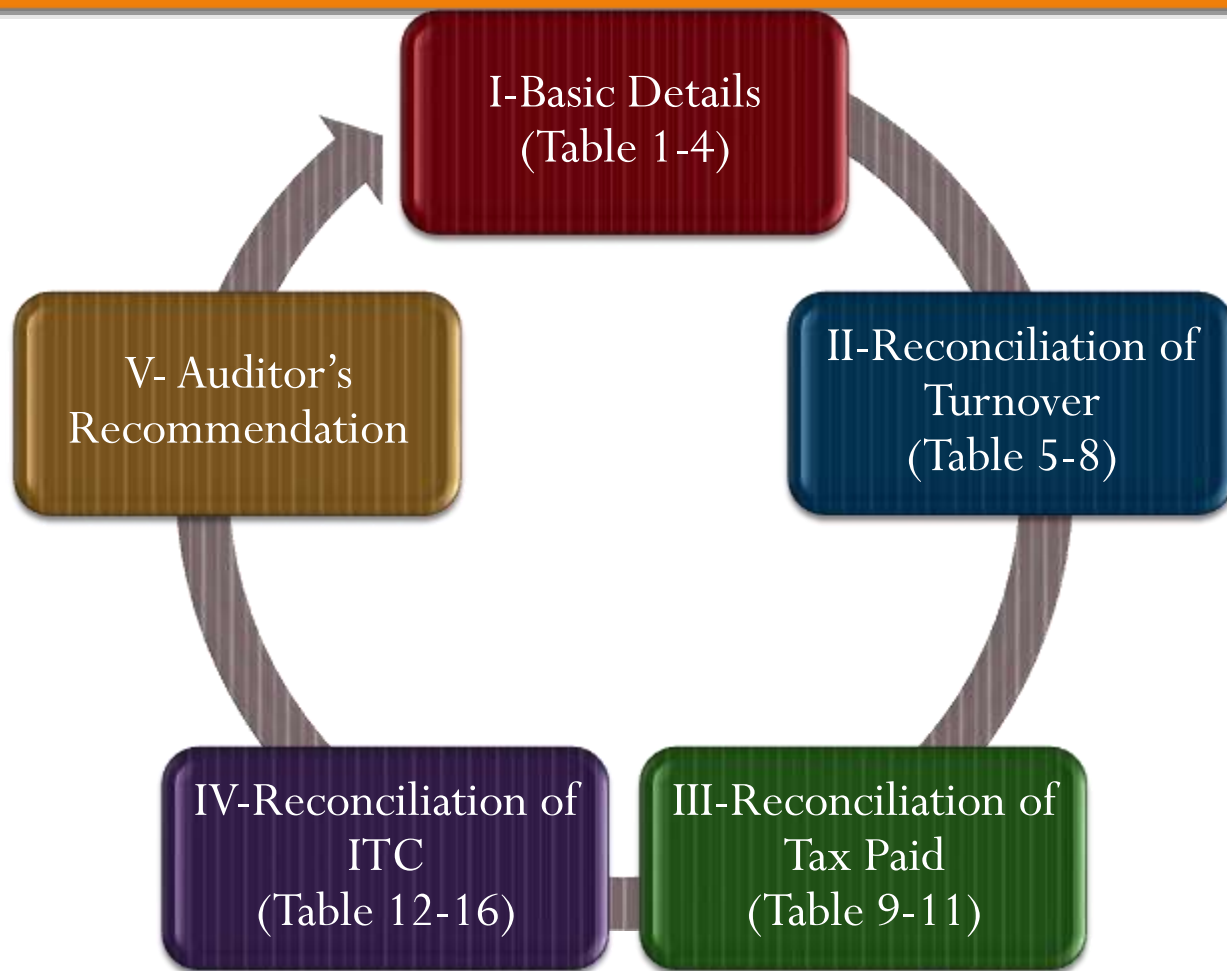 I-Basic Details
(Table 1-4)
II-Reconciliation of
Turnover
(Table 5-8)
III-Reconciliation of
Tax Paid
(Table 9-11)
IV-Reconciliation of
ITC
(Table 12-16)
V- Auditor’s
Recommendation